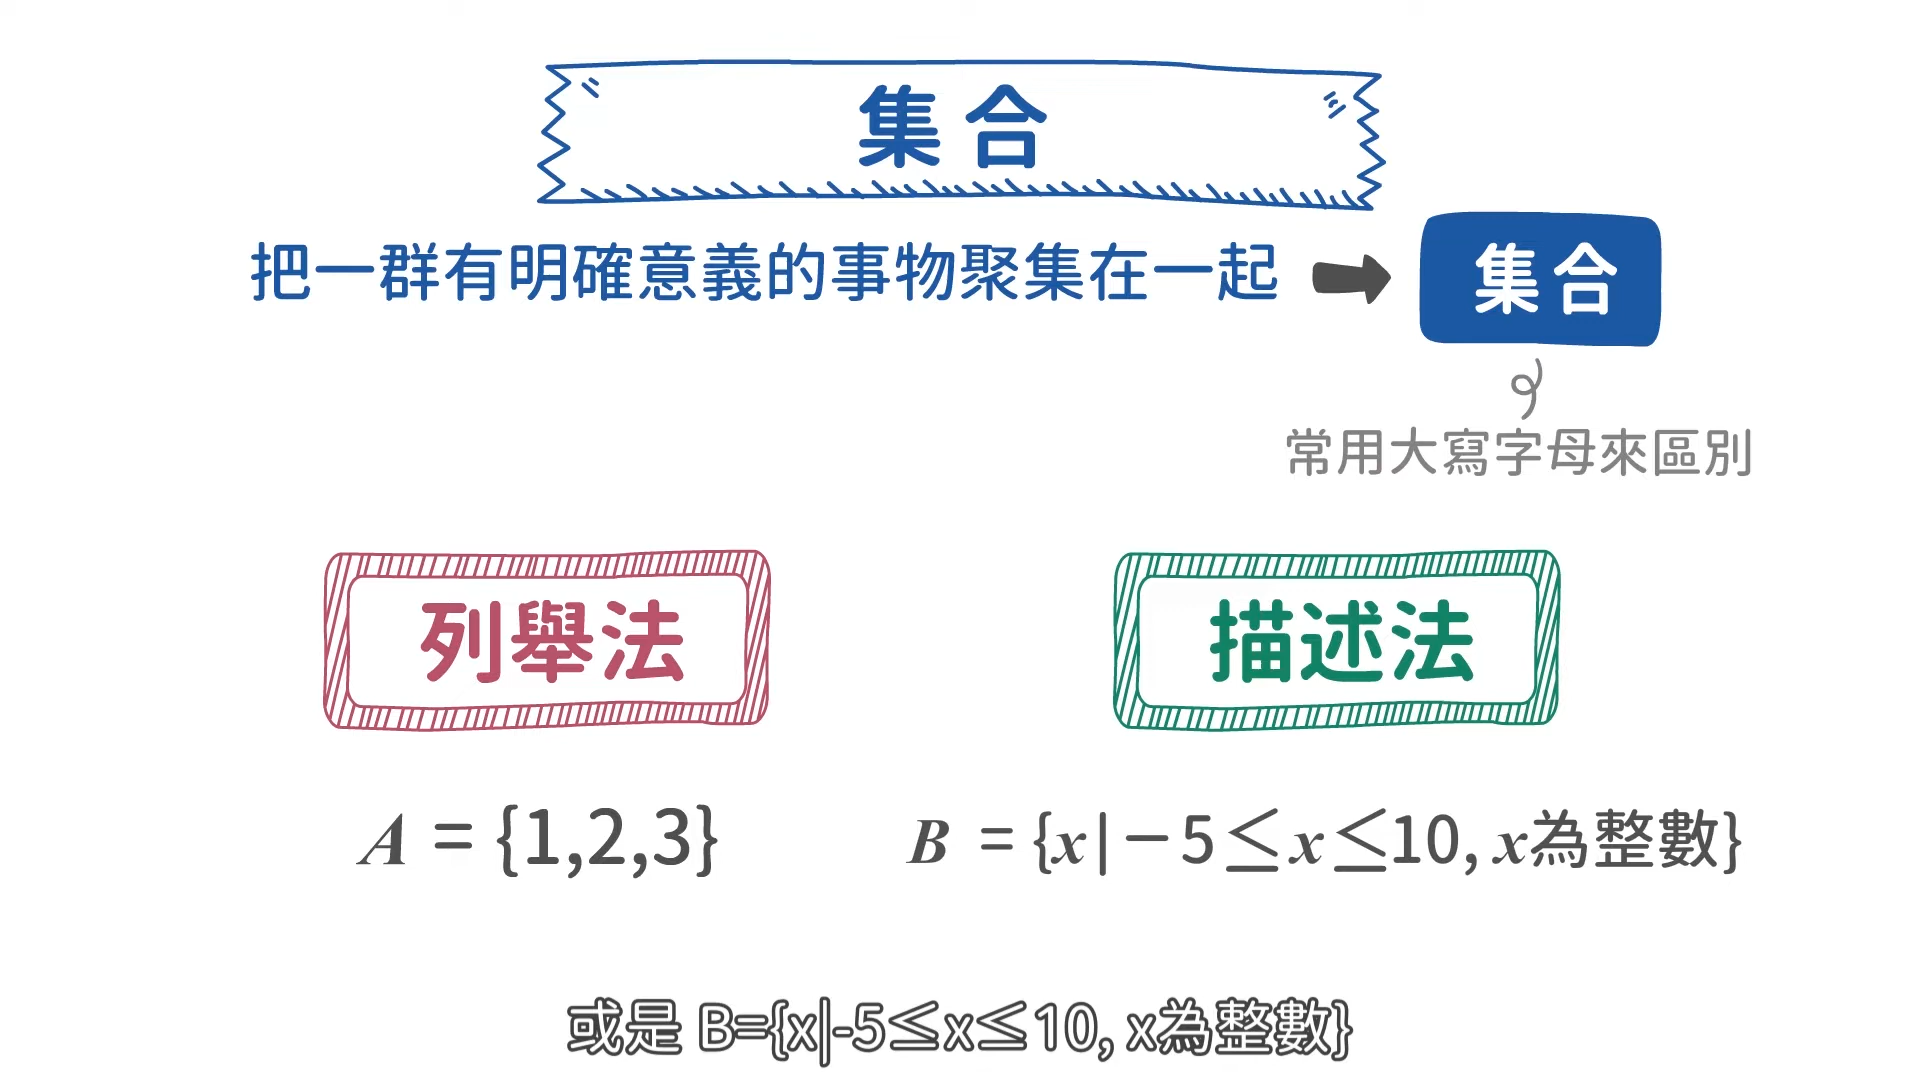 集合
把一群有明確意義的事物聚集在一起 集合
常用大寫字母來區別
列舉法 描述法
A = {1,2,3} B = {x|－5≦x≦10, x為整數}
或是 B={x|-5≦x≦10, x為整數}